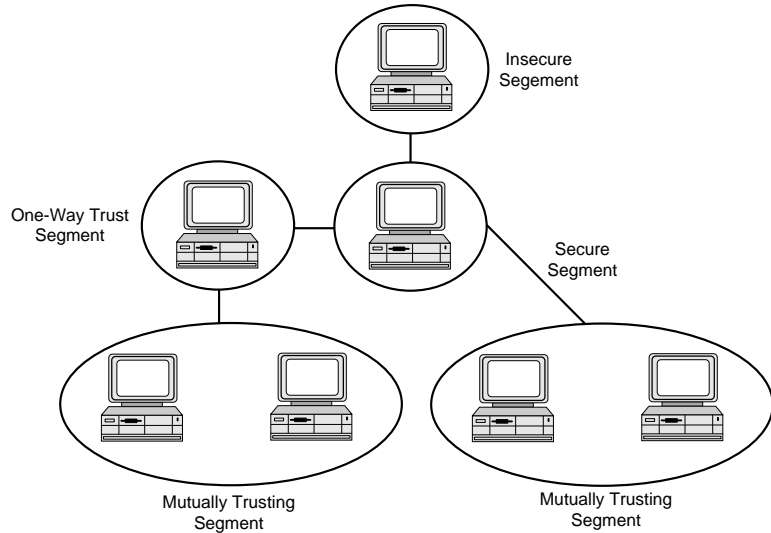 Insecure
Segement
One-Way Trust
Segment
Secure
Segment
Mutually Trusting
Segment
Mutually Trusting
Segment